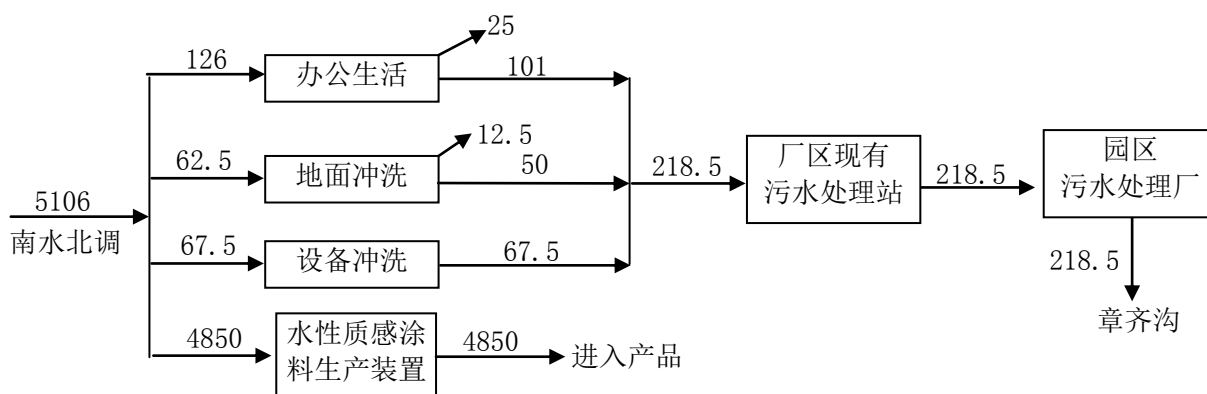 25
126
办公生活
101
12.5
62.5
地面冲洗
50
218.5
厂区现有
污水处理站
218.5
园区
污水处理厂
5106
南水北调
67.5
设备冲洗
67.5
218.5
章齐沟
4850
水性质感涂
料生产装置
4850
进入产品